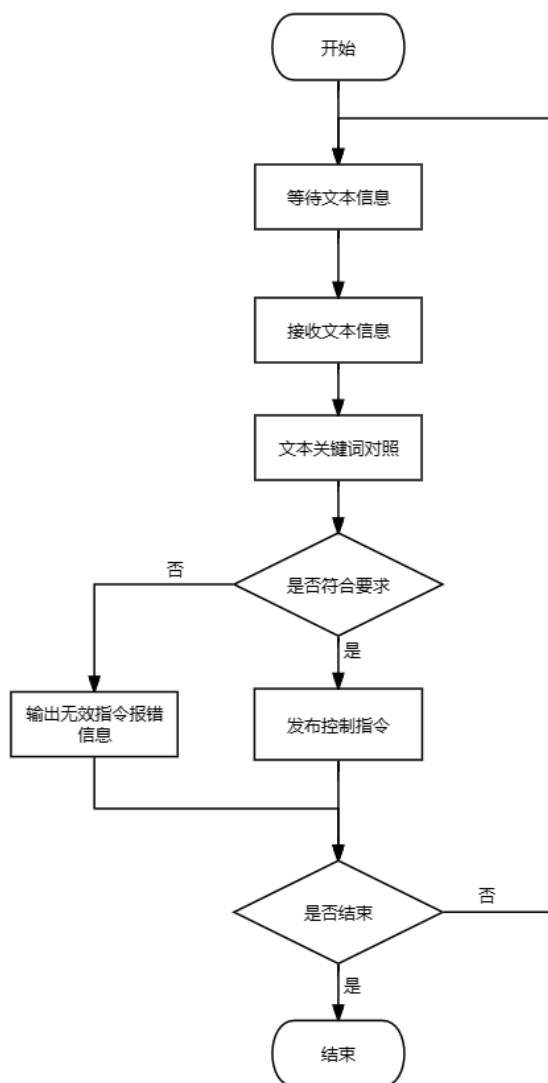 开始
等待文本信息
接收文本信息
文本关键词对照
是否符合要求
否
是
输出无效指令报错
信息
发布控制指令
是否结束
否
是
结束